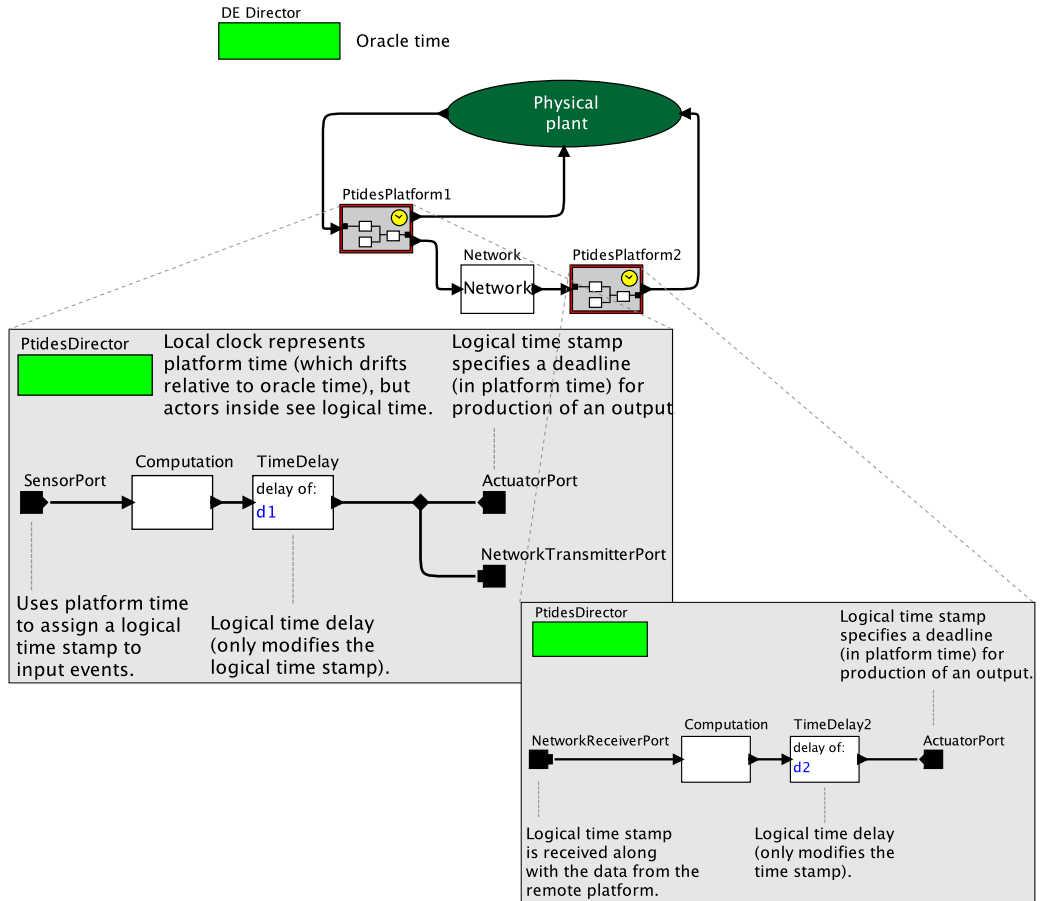 DE Director
Oracle time
Physical
plant
PtidesPlatform1
Network
Network
PtidesPlatform2
PtidesDirector
Local clock represents
platform time (which drifts
relative to oracle time), but
actors inside see logical time.
Logical time stamp
specifies a deadline
(in platform time) for
production of an output.
SensorPort
Computation
TimeDelay
delay of:
d1
ActuatorPort
NetworkTransmitterPort
Uses platform time
to assign a logical
time stamp to
input events.
Logical time delay
(only modifies the
logical time stamp).
PtidesDirector
Logical time stamp
specifies a deadline
(in platform time) for
production of an output.
NetworkReceiverPort
Computation
TimeDelay2
delay of:
d2
ActuatorPort
Logical time stamp
is received along
with the data from the
remote platform.
Logical time delay
(only modifies the
time stamp).